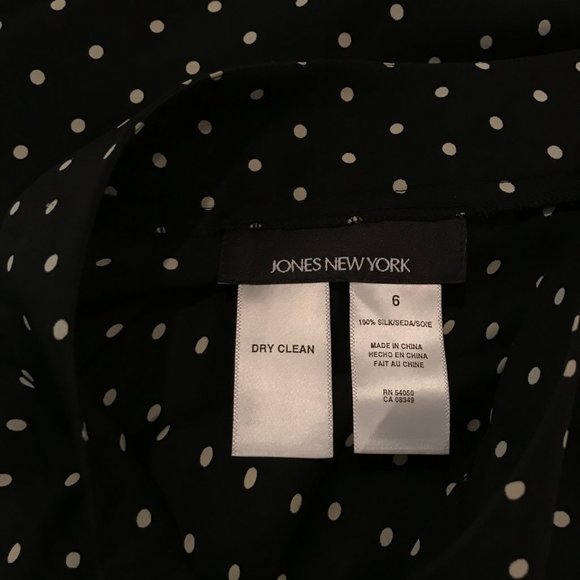 JONES NEW YORK
DRY CLEAN
6
100% SILK/SEDA/SOIE
MADE IN CHINA
HECHO EN CHINA
FAIT AU CHINE
RN 54050
CA 08349